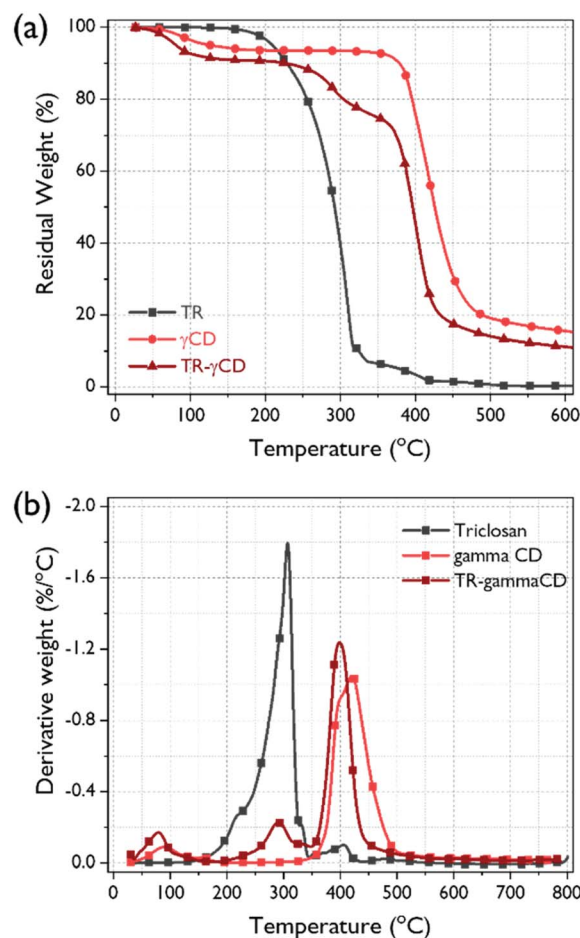 (a)
100
80
60
40
20
0
Residual Weight (%)
TR
γCD
TR-γCD
0 100 200 300 400 500 600
Temperature (°C)
(b)
-2.0
-1.6
-1.2
-0.8
-0.4
0.0
Derivative weight (%/°C)
Triclosan
gamma CD
TR-gammaCD
0 100 200 300 400 500 600 700 800
Temperature (°C)